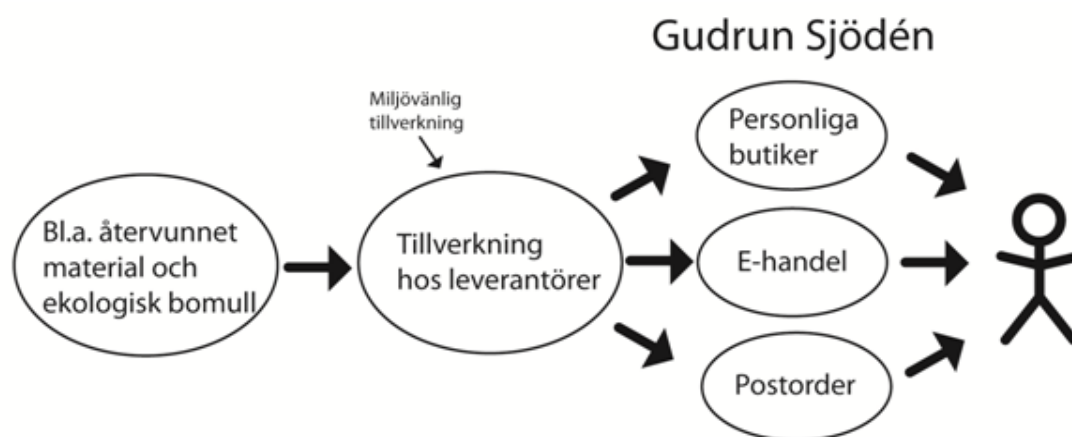 Gudrun Sjödén
Miljövänlig
tillverkning
Bl.a. återvunnet
material och
ekologisk bomull
Tillverkning
hos leverantörer
Personliga
butiker
E-handel
Postorder